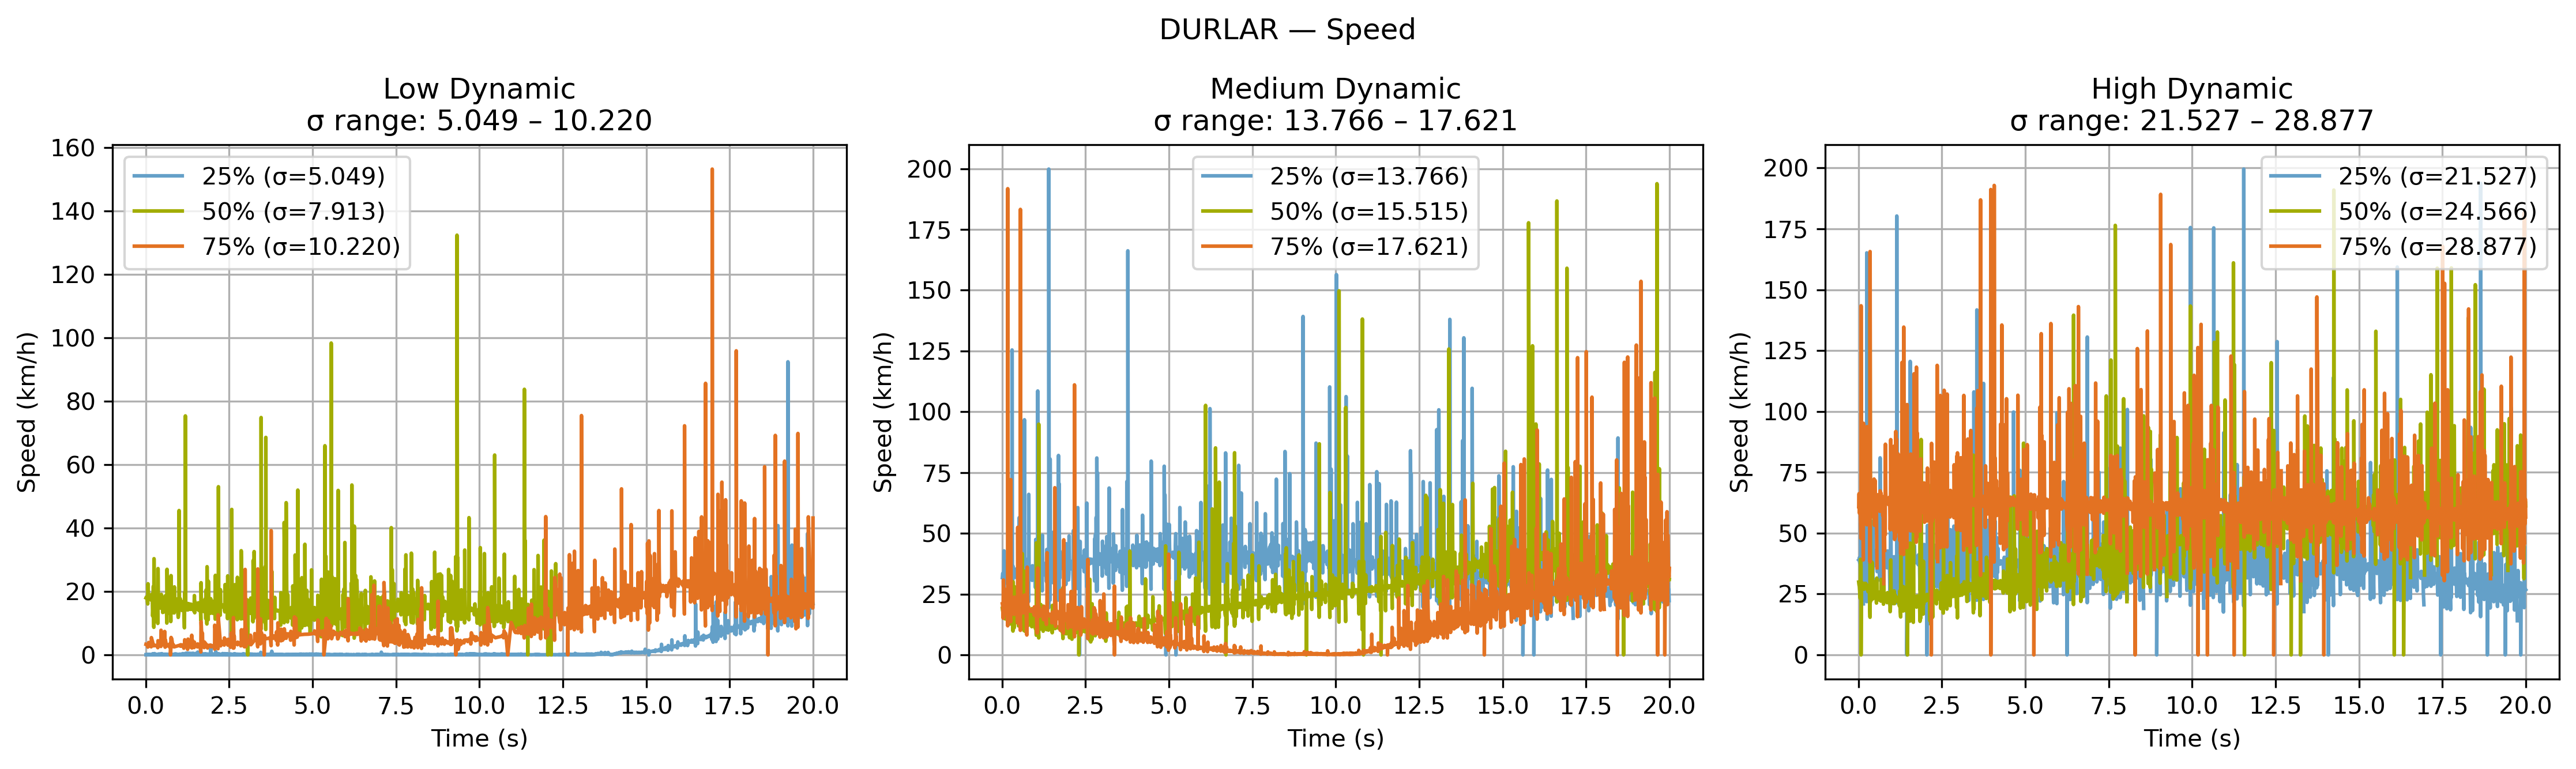 DURLAR — Speed
Low Dynamic
σ range: 5.049 – 10.220
160
140
120
100
80
60
40
20
0
Speed (km/h)
25% (σ=5.049)
50% (σ=7.913)
75% (σ=10.220)
0.0 2.5 5.0 7.5 10.0 12.5 15.0 17.5 20.0
Time (s)
Medium Dynamic
σ range: 13.766 – 17.621
200
175
150
125
100
75
50
25
0
Speed (km/h)
25% (σ=13.766)
50% (σ=15.515)
75% (σ=17.621)
0.0 2.5 5.0 7.5 10.0 12.5 15.0 17.5 20.0
Time (s)
High Dynamic
σ range: 21.527 – 28.877
200
175
150
125
100
75
50
25
0
Speed (km/h)
25% (σ=21.527)
50% (σ=24.566)
75% (σ=28.877)
0.0 2.5 5.0 7.5 10.0 12.5 15.0 17.5 20.0
Time (s)